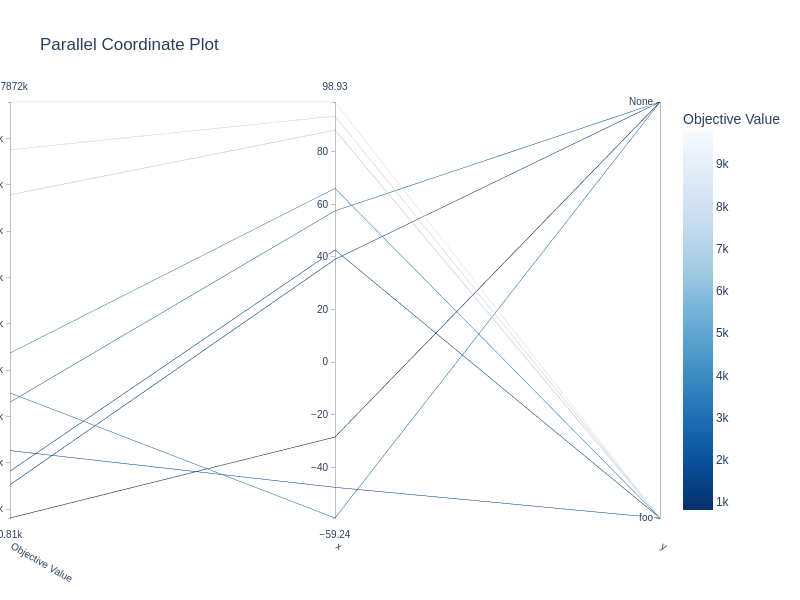 Parallel Coordinate Plot
7872k
98.93
None
Objective Value
k
k
k
k
k
k
k
k
k
80
60
40
20
0
−20
−40
9k
8k
7k
6k
5k
4k
3k
2k
1k
foo
0.81k
−59.24
Objective Value
x
y